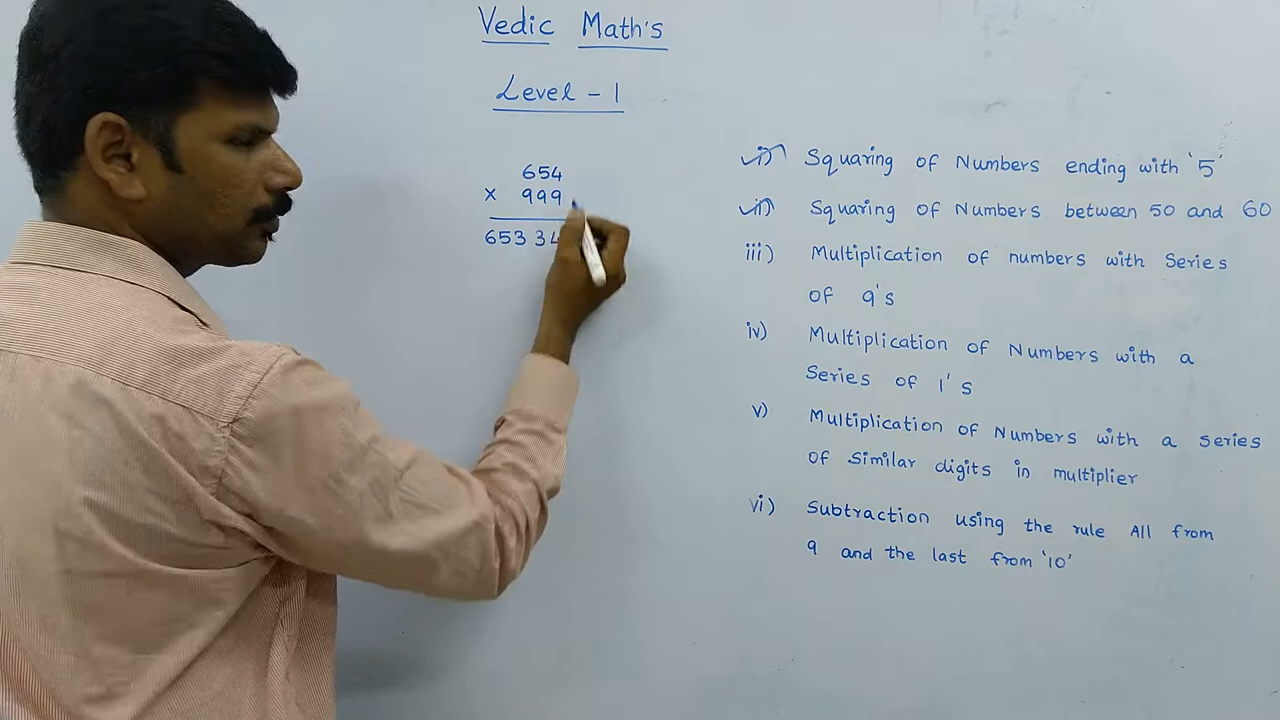 Vedic Math's
Level - 1
654
x 999
653 34
i) Squaring of Numbers ending with '5'
ii) Squaring of Numbers between 50 and 60
iii) Multiplication of numbers with Series
of 9's
iv) Multiplication of Numbers with a
Series of 1's
v) Multiplication of Numbers with a series
of similar digits in multiplier
vi) Subtraction using the rule All from
9 and the last from '10'